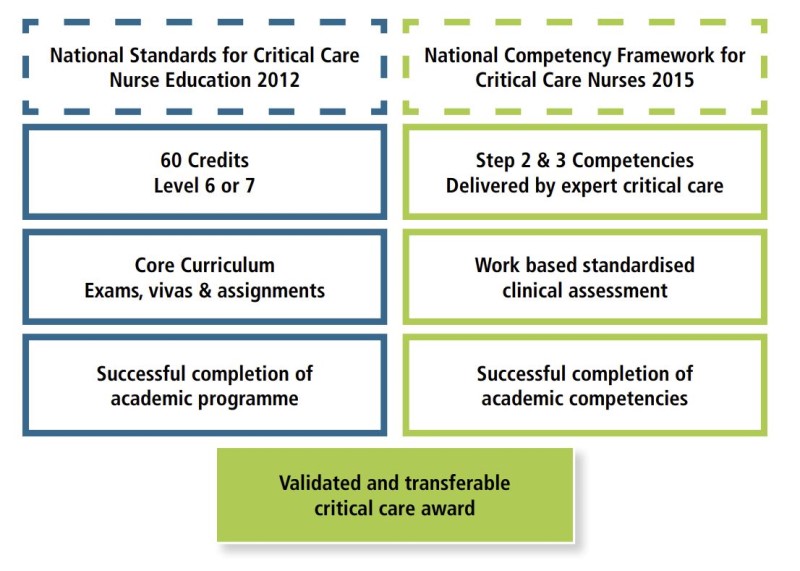 National Standards for Critical Care
Nurse Education 2012
National Competency Framework for
Critical Care Nurses 2015
60 Credits
Level 6 or 7
Step 2 & 3 Competencies
Delivered by expert critical care
Core Curriculum
Exams, vivas & assignments
Work based standardised
clinical assessment
Successful completion of
academic programme
Successful completion of
academic competencies
Validated and transferable
critical care award